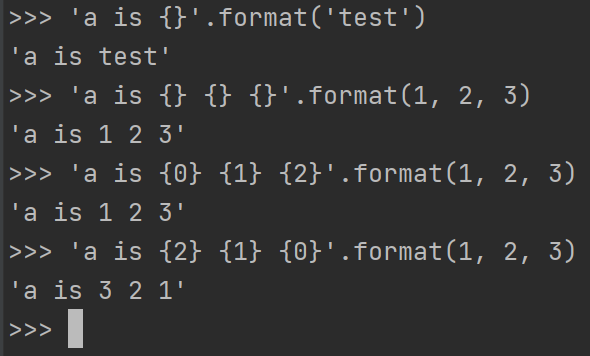 >>> 'a is {}'.format('test')
'a is test'
>>> 'a is {} {} {}'.format(1, 2, 3)
'a is 1 2 3'
>>> 'a is {0} {1} {2}'.format(1, 2, 3)
'a is 1 2 3'
>>> 'a is {2} {1} {0}'.format(1, 2, 3)
'a is 3 2 1'
>>>